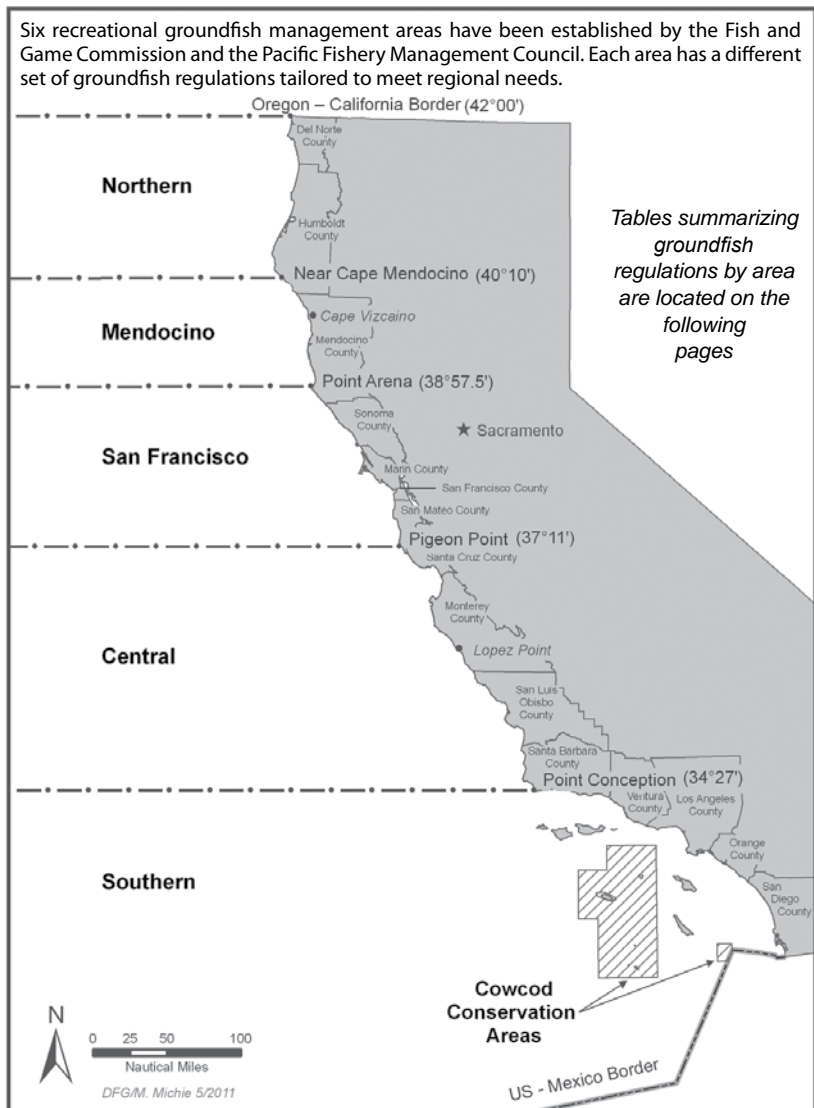 Six recreational groundfish management areas have been established by the Fish and
Game Commission and the Pacific Fishery Management Council. Each area has a different
set of groundfish regulations tailored to meet regional needs.
Oregon – California Border (42°00')
Del Norte
County
Northern
Humboldt
County
Tables summarizing
groundfish
regulations by area
are located on the
following
pages
Near Cape Mendocino (40°10')
Cape Vizcaino
Mendocino
Mendocino
County
Point Arena (38°57.5')
Sonoma
County
Sacramento
San Francisco
Marin County
San Francisco County
San Mateo County
Pigeon Point (37°11')
Santa Cruz County
Monterey
County
Central
Lopez Point
San Luis
Obisbo
County
Santa Barbara
County
Point Conception (34°27')
Ventura
County
Los Angeles
County
Orange
County
Southern
San
Diego
County
Cowcod
Conservation
Areas
N
0 25 50 100
Nautical Miles
DFG/M. Michie 5/2011
US - Mexico Border